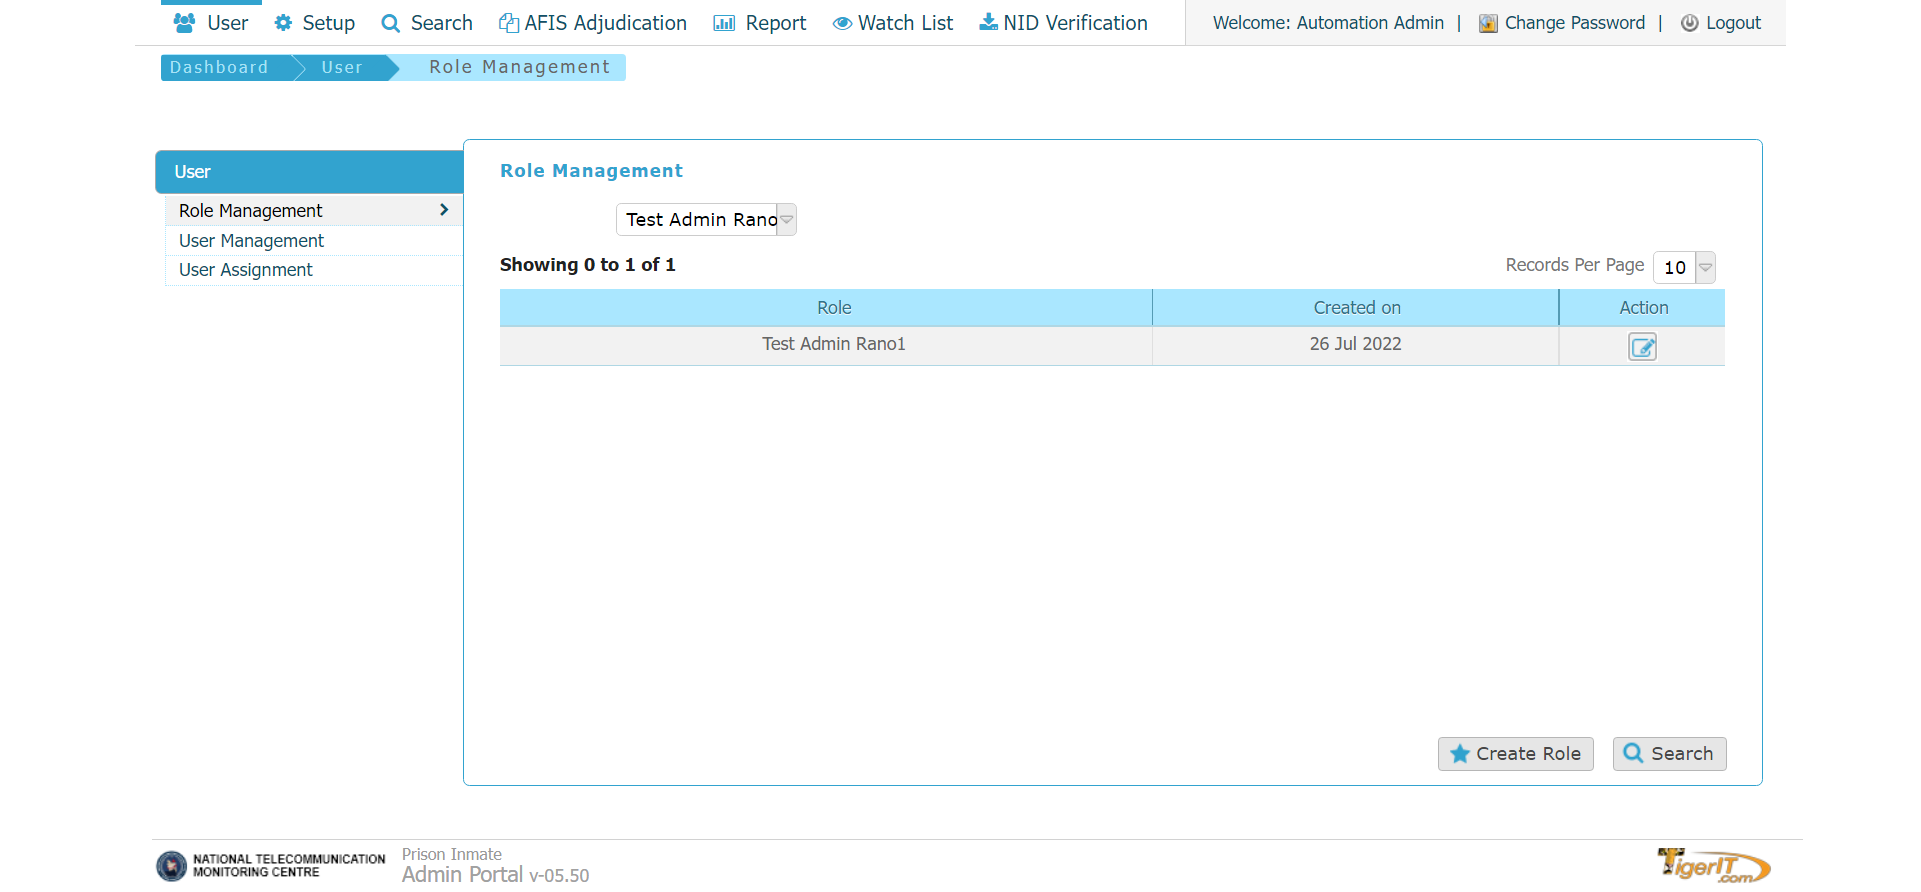 User
Setup
Search
AFIS Adjudication
Report
Watch List
NID Verification
Welcome: Automation Admin |
Change Password |
Logout
Dashboard
User
Role Management
User
Role Management
User Management
User Assignment
Role Management
Test Admin Rano
Showing 0 to 1 of 1
Records Per Page 10
Role Created on Action
Test Admin Rano1 26 Jul 2022
Create Role
Search
NATIONAL TELECOMMUNICATION
MONITORING CENTRE
Prison Inmate
Admin Portal v-05.50
TigerIT
.com